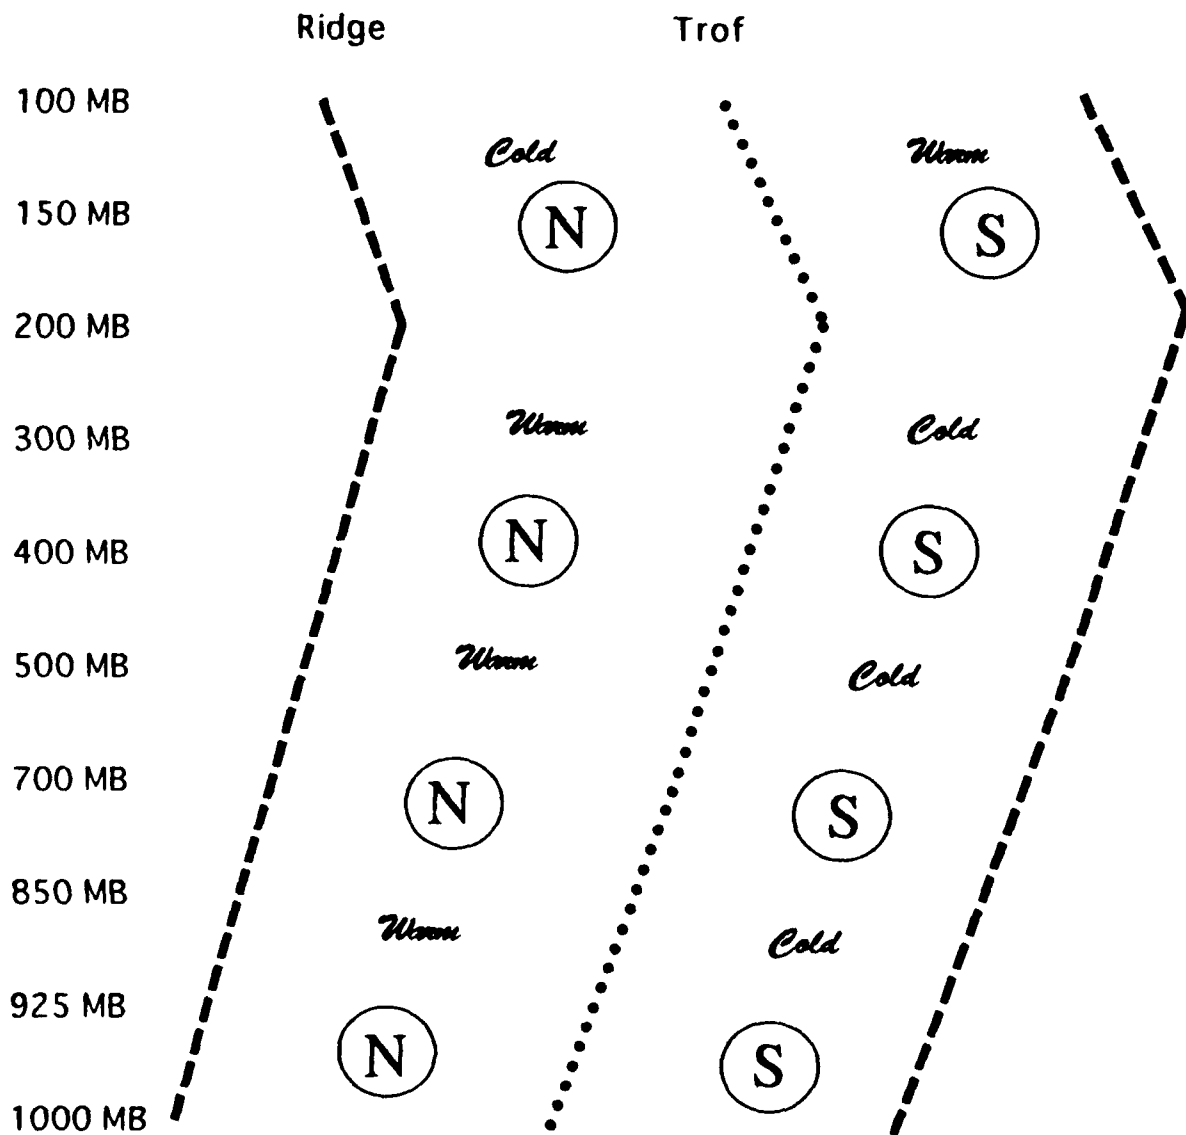 Ridge Trof
100 MB
Cold Warm
150 MB N S
200 MB
300 MB Warm Cold
400 MB N S
500 MB Warm Cold
700 MB N S
850 MB
Warm Cold
925 MB
N S
1000 MB